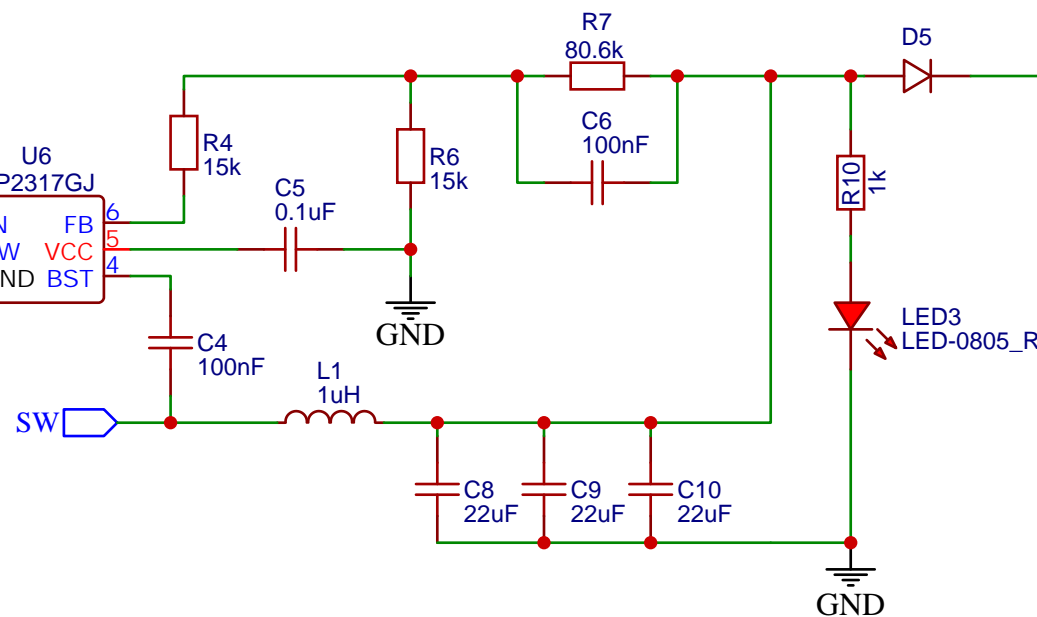 R7
80.6k
D5
C6
100nF
R4
15k
R6
15k
R10
1k
U6
P2317GJ
C5
0.1uF
N
FB
6
W
VCC
5
ND
BST
4
GND
C4
100nF
LED3
LED-0805_R
L1
1uH
SW
C8
22uF
C9
22uF
C10
22uF
GND